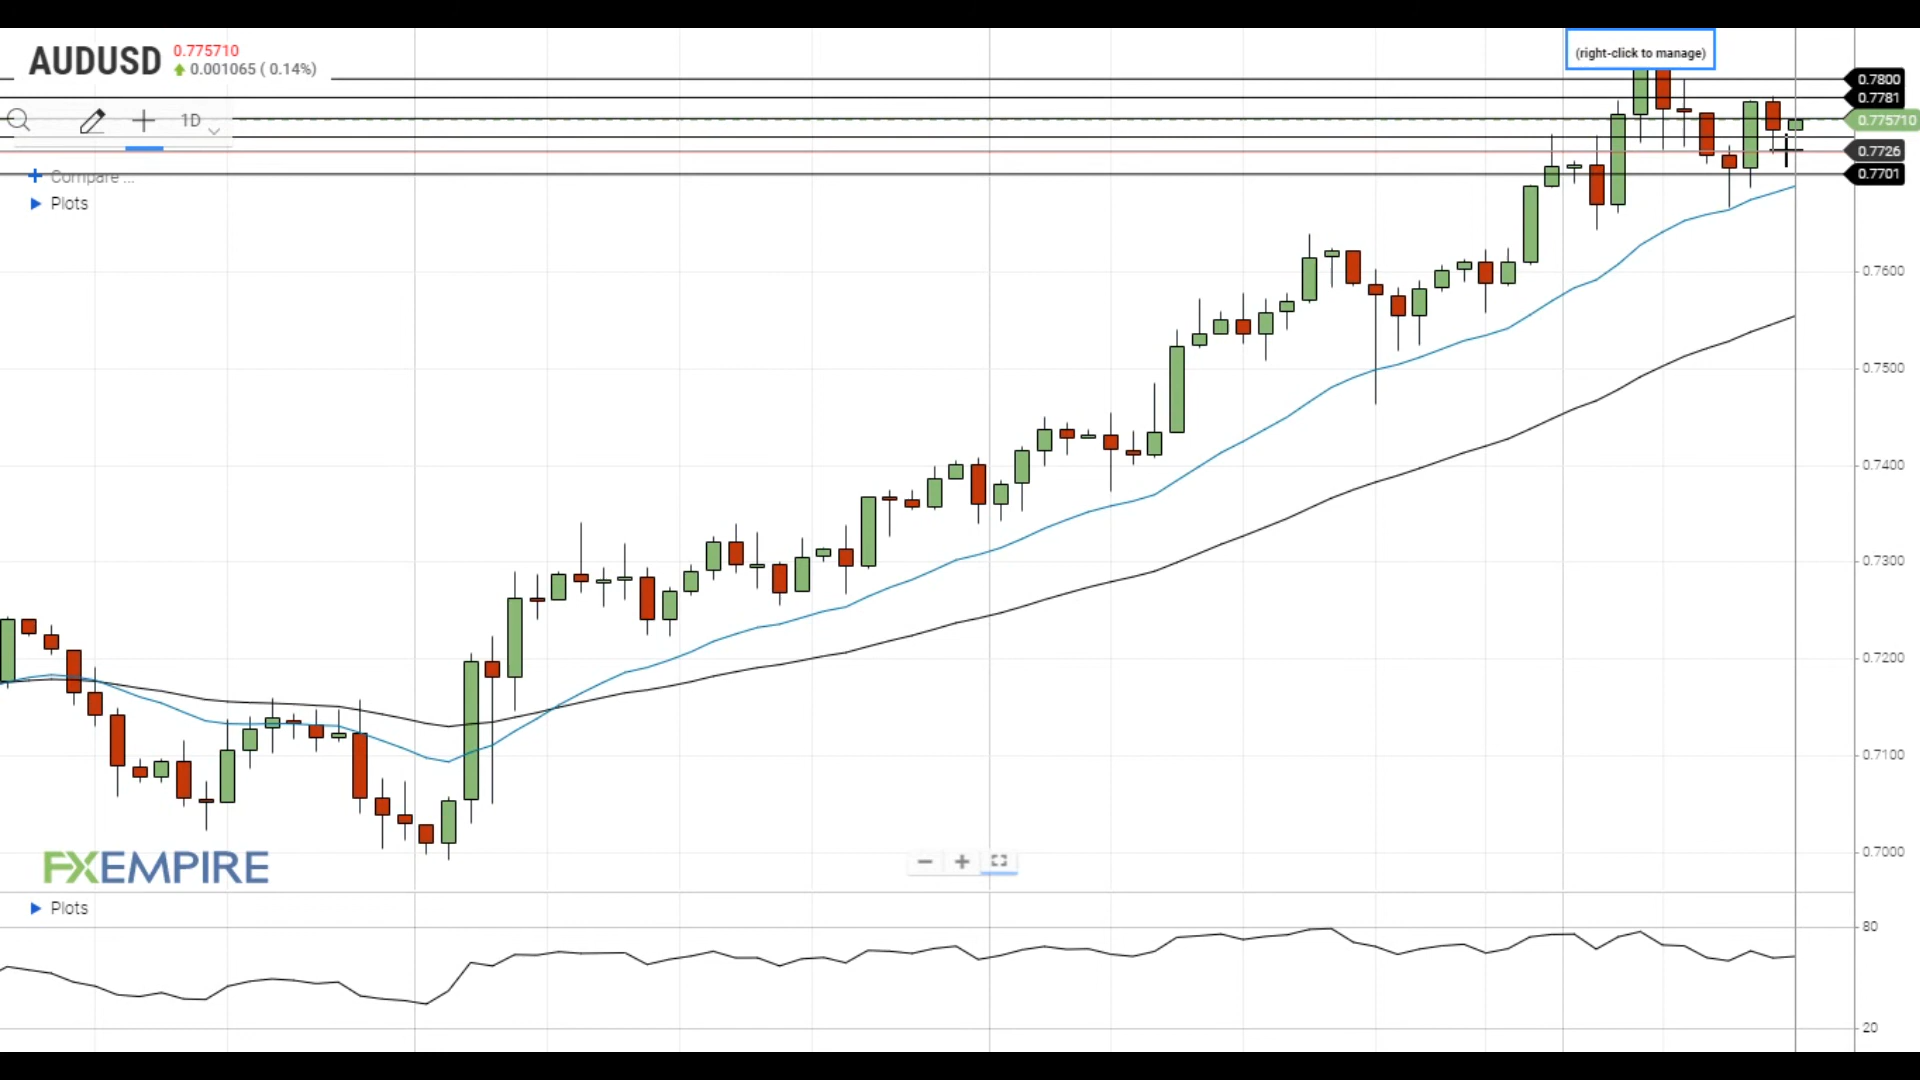 AUDUSD
0.775710
0.001065 ( 0.14%)
(right-click to manage)
1D
Compare ...
Plots
0.7800
0.7781
0.775710
0.7726
0.7701
0.7600
0.7500
0.7400
0.7300
0.7200
0.7100
0.7000
FXEMPIRE
Plots
80
20